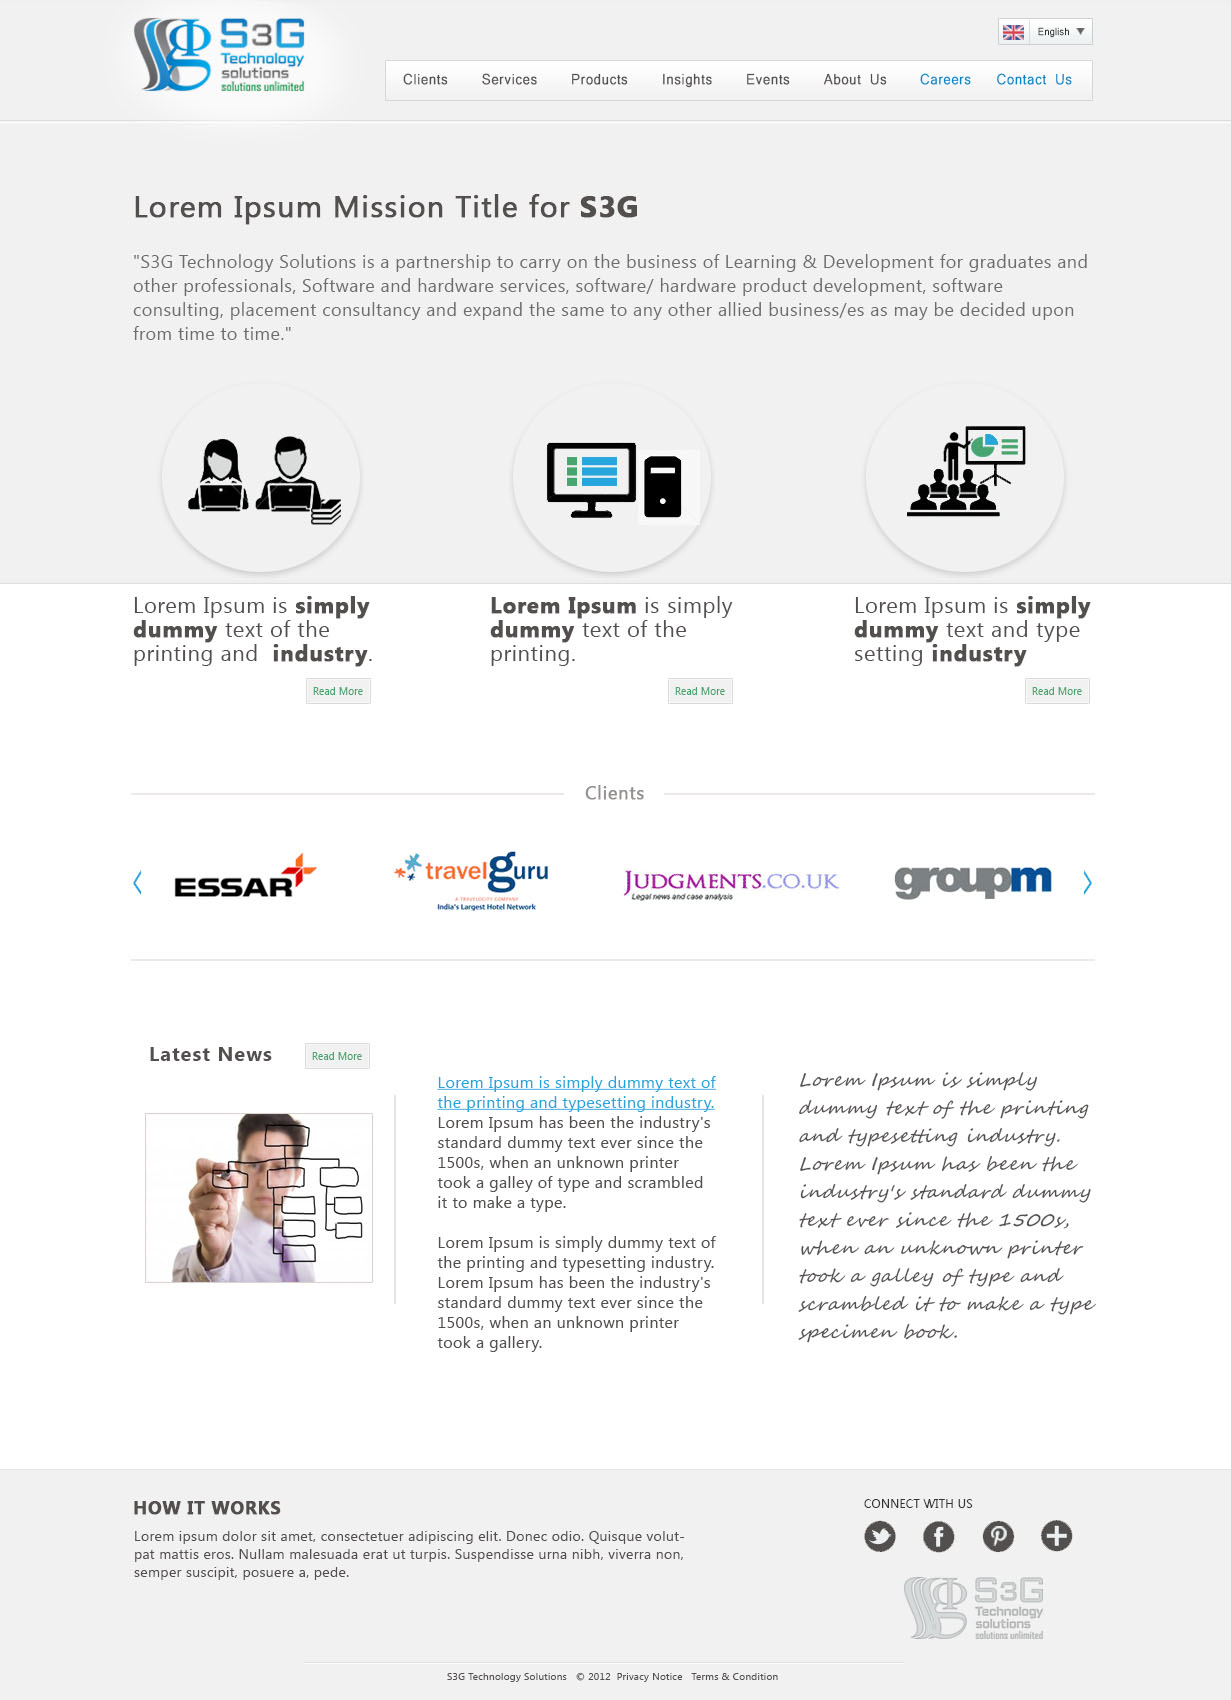 S3G
Technology
solutions
solutions unlimited
English
Clients Services Products Insights Events About Us Careers Contact Us
Lorem Ipsum Mission Title for S3G
"S3G Technology Solutions is a partnership to carry on the business of Learning & Development for graduates and
other professionals, Software and hardware services, software/ hardware product development, software
consulting, placement consultancy and expand the same to any other allied business/es as may be decided upon
from time to time."
Lorem Ipsum is simply
dummy text of the
printing and industry.
Read More
Lorem Ipsum is simply
dummy text of the
printing.
Read More
Lorem Ipsum is simply
dummy text and type
setting industry
Read More
Clients
ESSAR
travelguru
A TRAVELOCITY COMPANY
India's Largest Hotel Network
JUDGMENTS.CO.UK
Legal news and case analysis
groupm
Latest News
Read More
Lorem Ipsum is simply dummy text of
the printing and typesetting industry.
Lorem Ipsum has been the industry's
standard dummy text ever since the
1500s, when an unknown printer
took a galley of type and scrambled
it to make a type.
Lorem Ipsum is simply dummy text of
the printing and typesetting industry.
Lorem Ipsum has been the industry's
standard dummy text ever since the
1500s, when an unknown printer
took a gallery.
Lorem Ipsum is simply
dummy text of the printing
and typesetting industry.
Lorem Ipsum has been the
industry's standard dummy
text ever since the 1500s,
when an unknown printer
took a galley of type and
scrambled it to make a type
specimen book.
HOW IT WORKS
Lorem ipsum dolor sit amet, consectetuer adipiscing elit. Donec odio. Quisque volut-
pat mattis eros. Nullam malesuada erat ut turpis. Suspendisse urna nibh, viverra non,
semper suscipit, posuere a, pede.
CONNECT WITH US
S3G
Technology
solutions
solutions unlimited
S3G Technology Solutions © 2012 Privacy Notice Terms & Condition